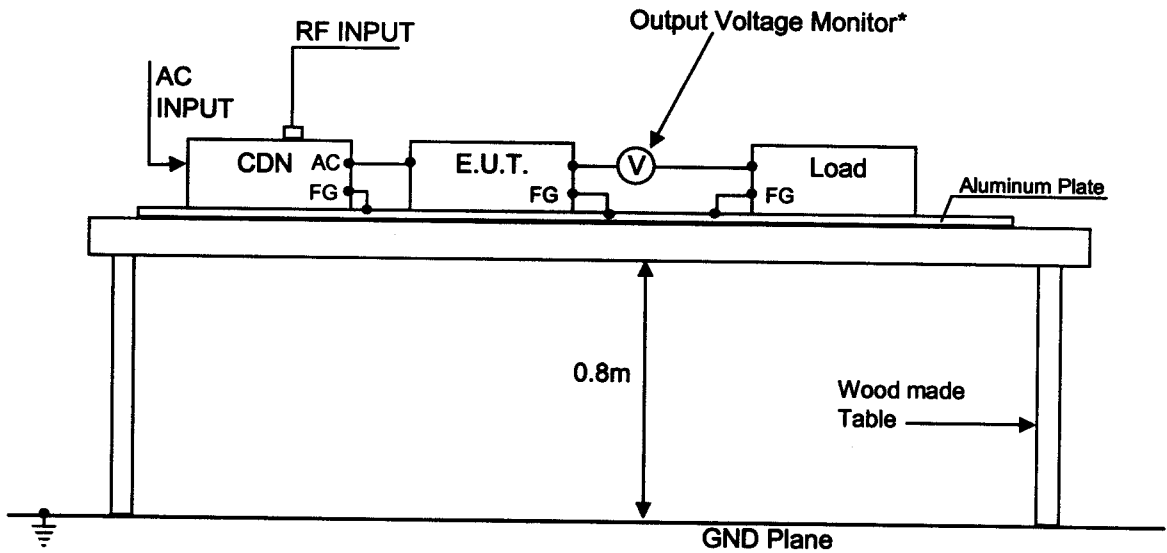 Output Voltage Monitor*
RF INPUT
AC
INPUT
CDN
AC
FG
E.U.T.
FG
V
Load
FG
Aluminum Plate
0.8m
Wood made
Table
GND Plane